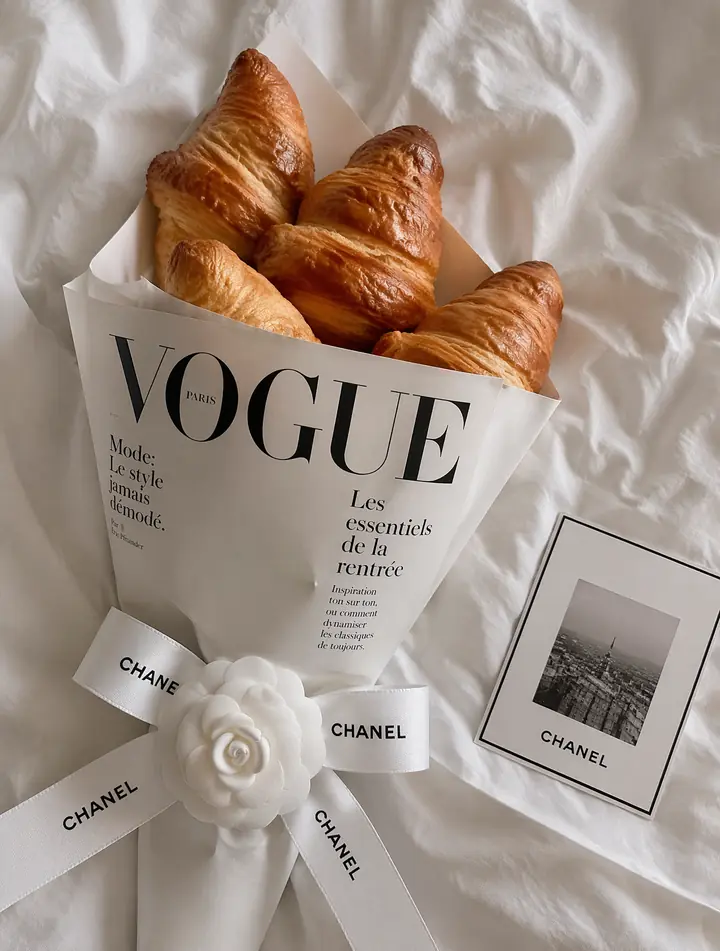 VOGUE
PARIS
Mode:
Le style
jamais
démodé.
Les
essentiels
de la
rentrée
Inspiration
ton sur ton,
ou comment
dynamiser
les classiques
de toujours.
CHANE
CHANEL
CHANEL
CHANEL
CHANEL